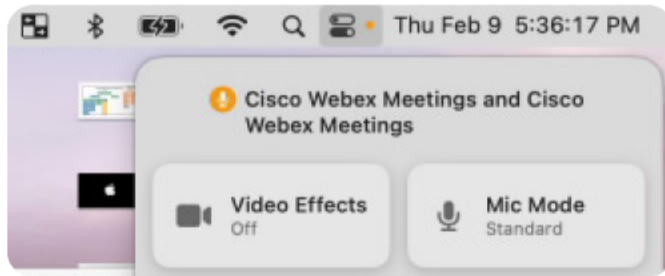 Thu Feb 9 5:36:17 PM
Cisco Webex Meetings and Cisco
Webex Meetings
Video Effects
Off
Mic Mode
Standard